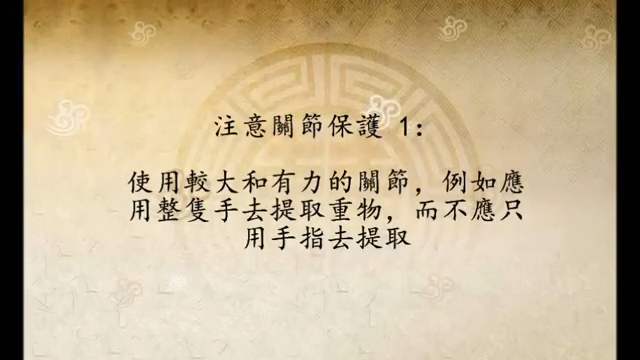 注意關節保護 1：
使用較大和有力的關節，例如應
用整隻手去提取重物，而不應只
用手指去提取